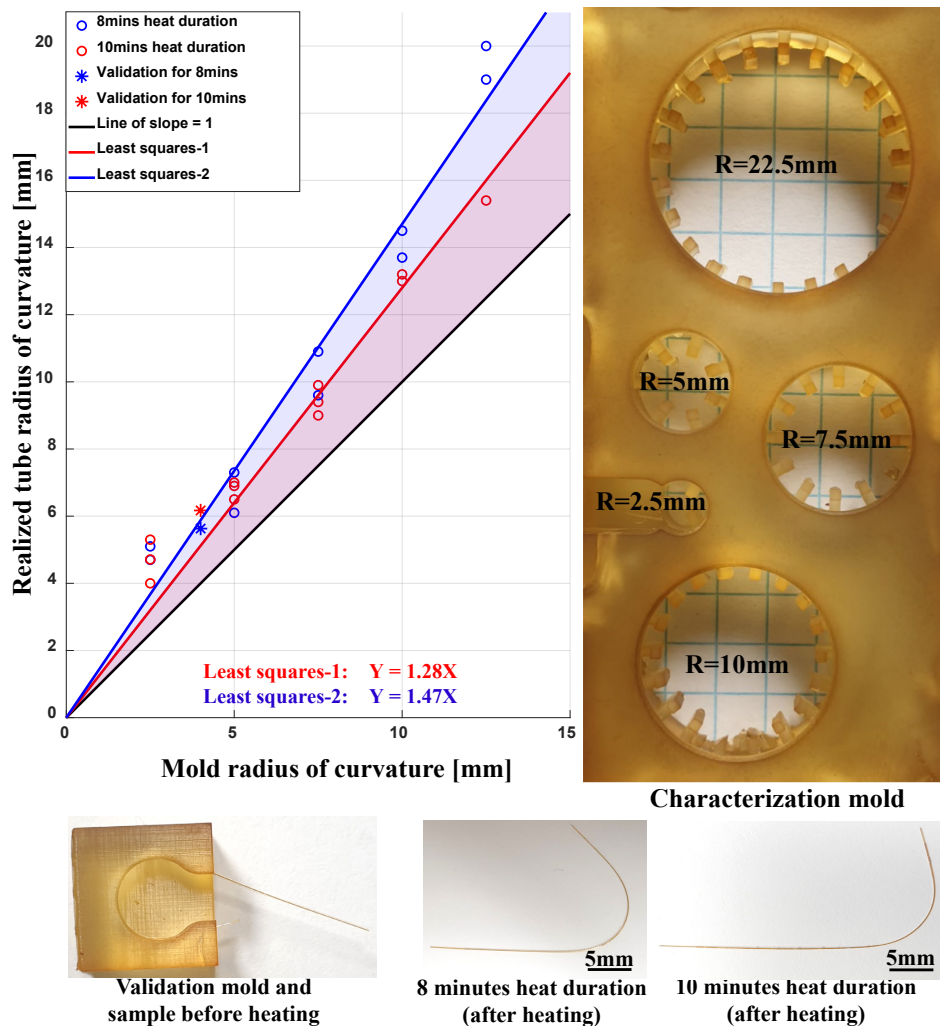 8mins heat duration
10mins heat duration
Validation for 8mins
Validation for 10mins
Line of slope = 1
Least squares-1
Least squares-2
Realized tube radius of curvature [mm]
20
18
16
14
12
10
8
6
4
2
0
0
5
10
15
Least squares-1: Y = 1.28X
Least squares-2: Y = 1.47X
Mold radius of curvature [mm]
R=22.5mm
R=5mm
R=7.5mm
R=2.5mm
R=10mm
Characterization mold
Validation mold and
sample before heating
5mm
8 minutes heat duration
(after heating)
5mm
10 minutes heat duration
(after heating)